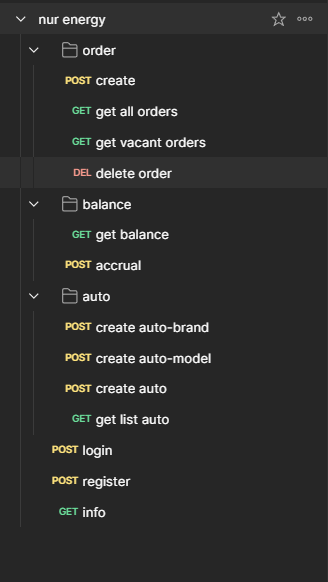 nur energy
order
POST create
GET get all orders
GET get vacant orders
DEL delete order
balance
GET get balance
POST accrual
auto
POST create auto-brand
POST create auto-model
POST create auto
GET get list auto
POST login
POST register
GET info